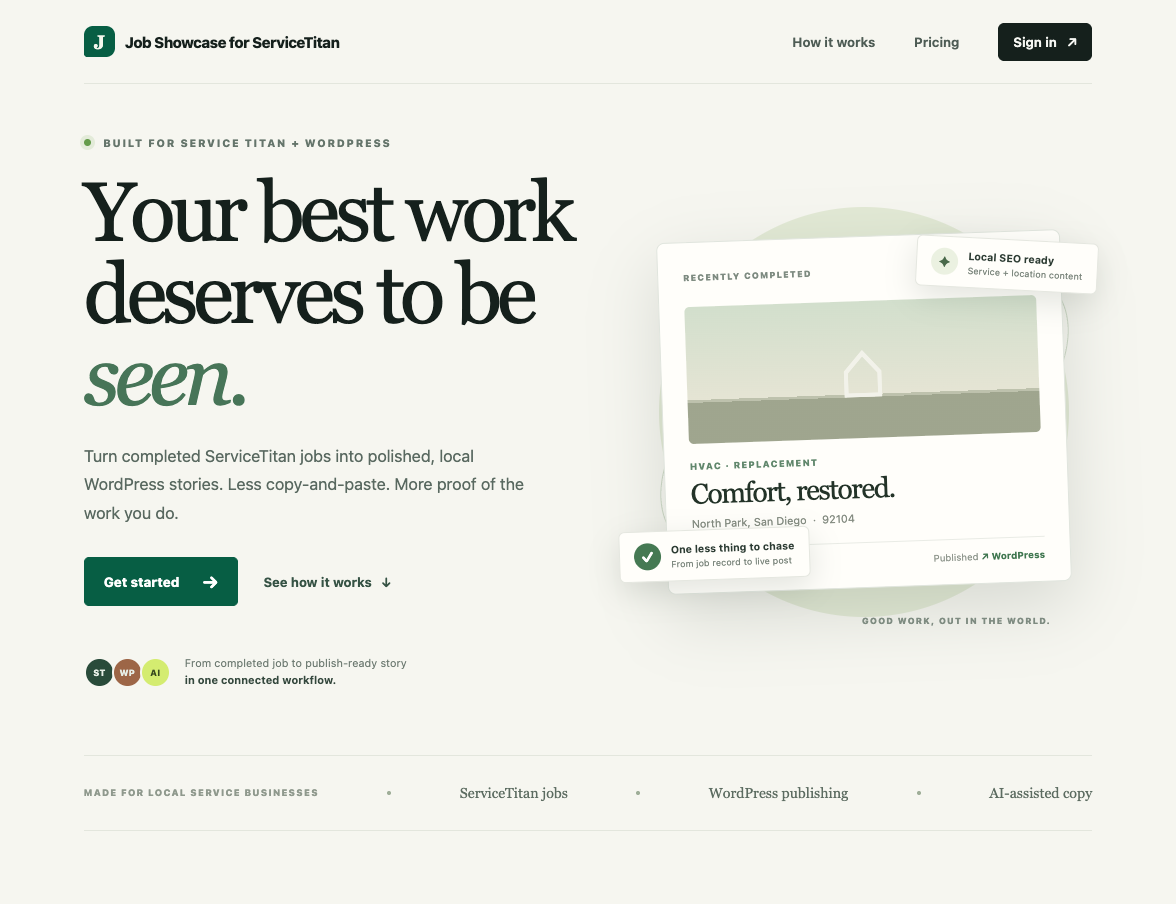 J
Job Showcase for ServiceTitan
How it works
Pricing
Sign in ↗
BUILT FOR SERVICE TITAN + WORDPRESS
Your best work
deserves to be
seen.
Turn completed ServiceTitan jobs into polished, local
WordPress stories. Less copy-and-paste. More proof of the
work you do.
Get started →
See how it works ↓
ST
WP
AI
From completed job to publish-ready story
in one connected workflow.
RECENTLY COMPLETED
Local SEO ready
Service + location content
HVAC · REPLACEMENT
Comfort, restored.
North Park, San Diego · 92104
One less thing to chase
From job record to live post
Published ↗ WordPress
GOOD WORK, OUT IN THE WORLD.
MADE FOR LOCAL SERVICE BUSINESSES
ServiceTitan jobs
WordPress publishing
AI-assisted copy